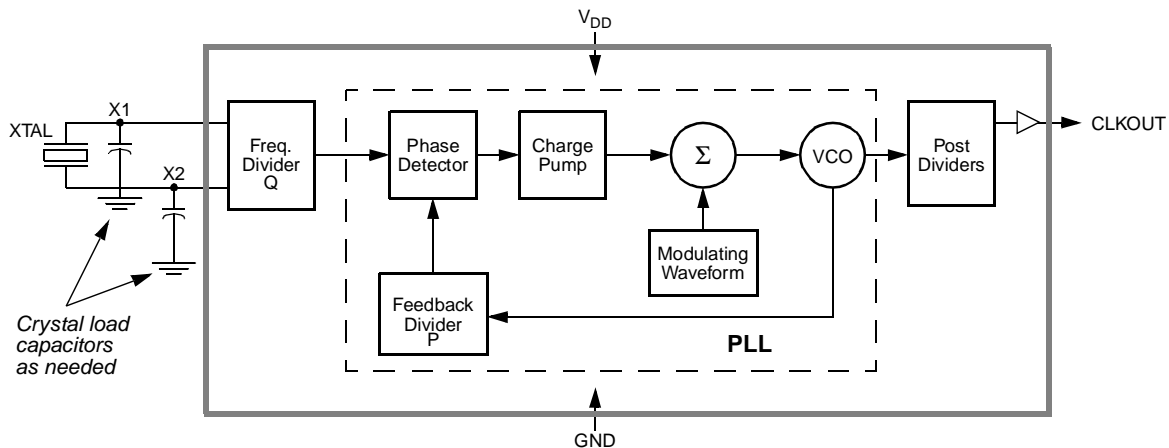 VDD
X1
XTAL
X2
Freq.
Divider
Q
Phase
Detector
Charge
Pump
Σ
VCO
Post
Dividers
CLKOUT
Modulating
Waveform
Feedback
Divider
P
PLL
Crystal load
capacitors
as needed
GND